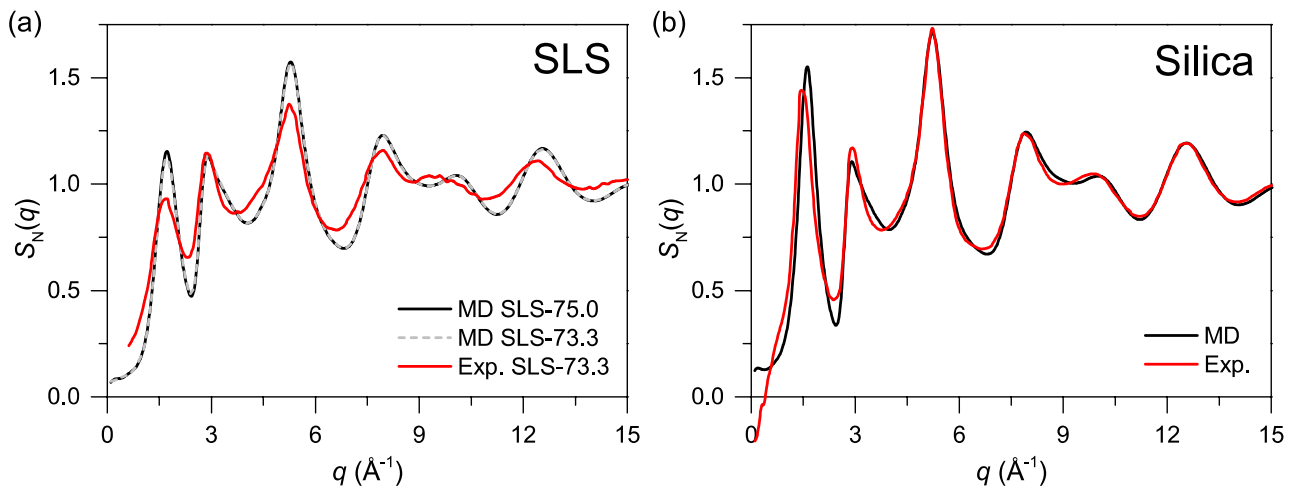 (a)
SLS
1.5
1.0
0.5
0.0
S_N(q)
MD SLS-75.0
MD SLS-73.3
Exp. SLS-73.3
0 3 6 9 12 15
q (Å⁻¹)
(b)
Silica
1.5
1.0
0.5
0.0
S_N(q)
MD
Exp.
0 3 6 9 12 15
q (Å⁻¹)